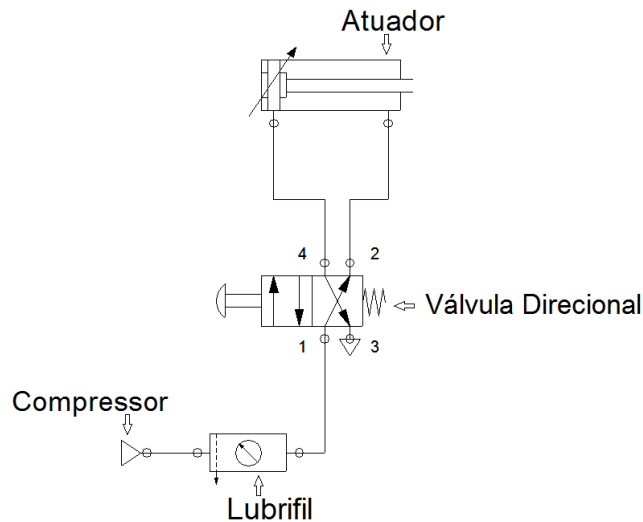 Atuador
4 2
Válvula Direcional
1 3
Compressor
Lubrifil